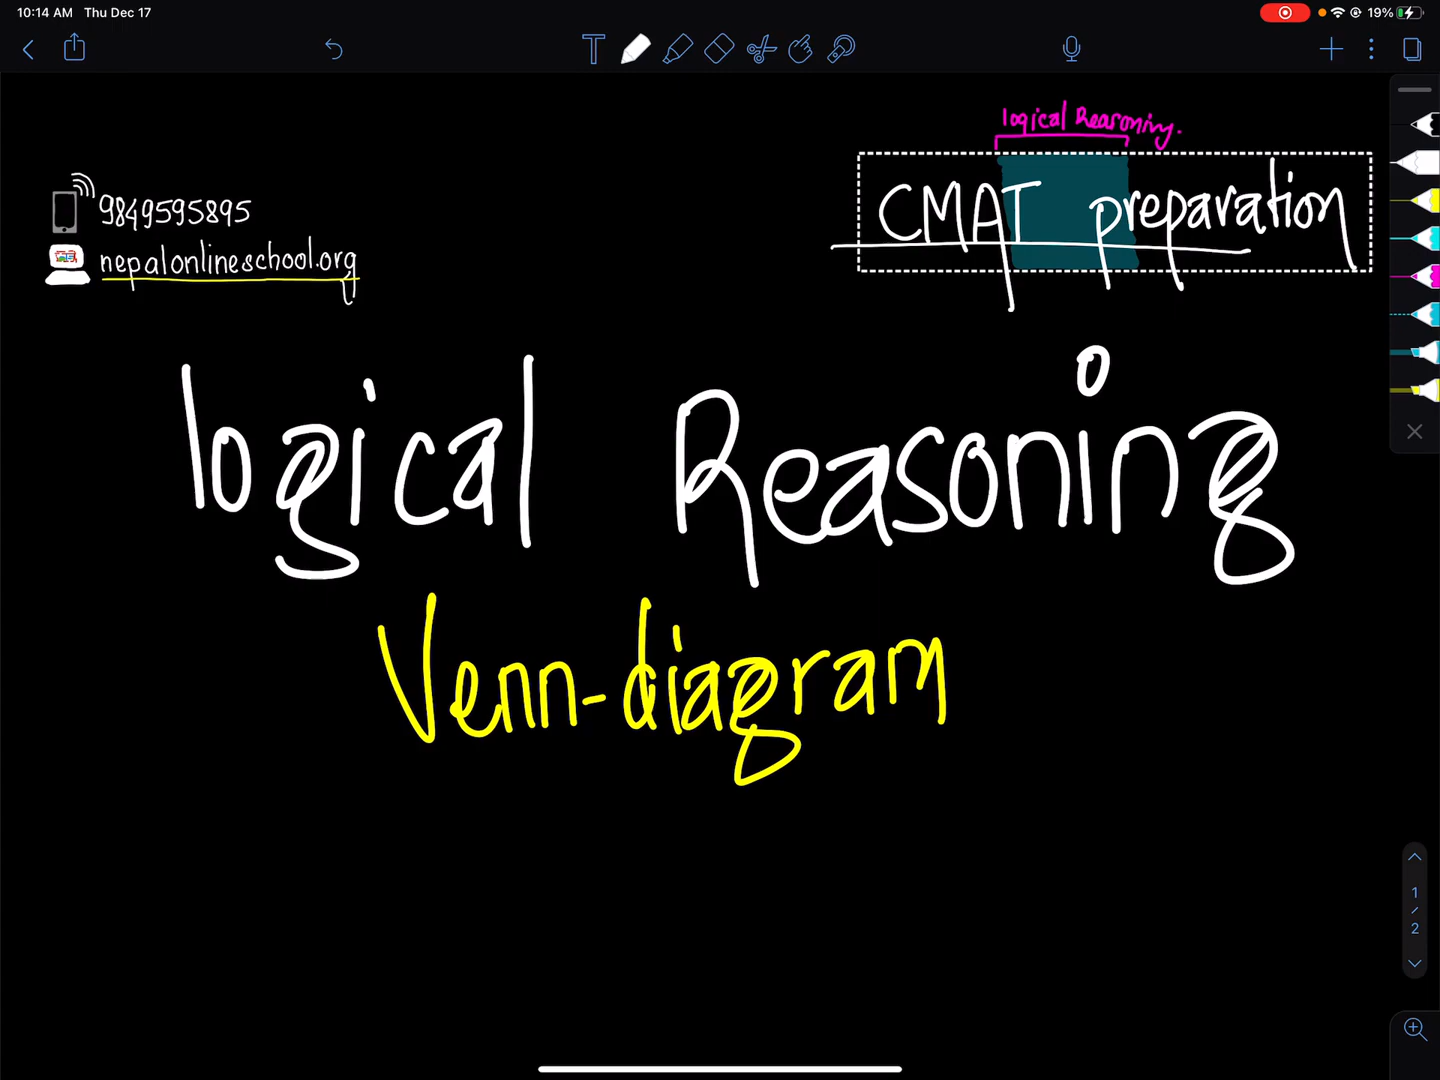 10:14 AM Thu Dec 17
19%
logical Reasoning.
CMAT preparation
9849595895
nepalonlineschool.org
logical Reasoning
Venn-diagram
1
/
2